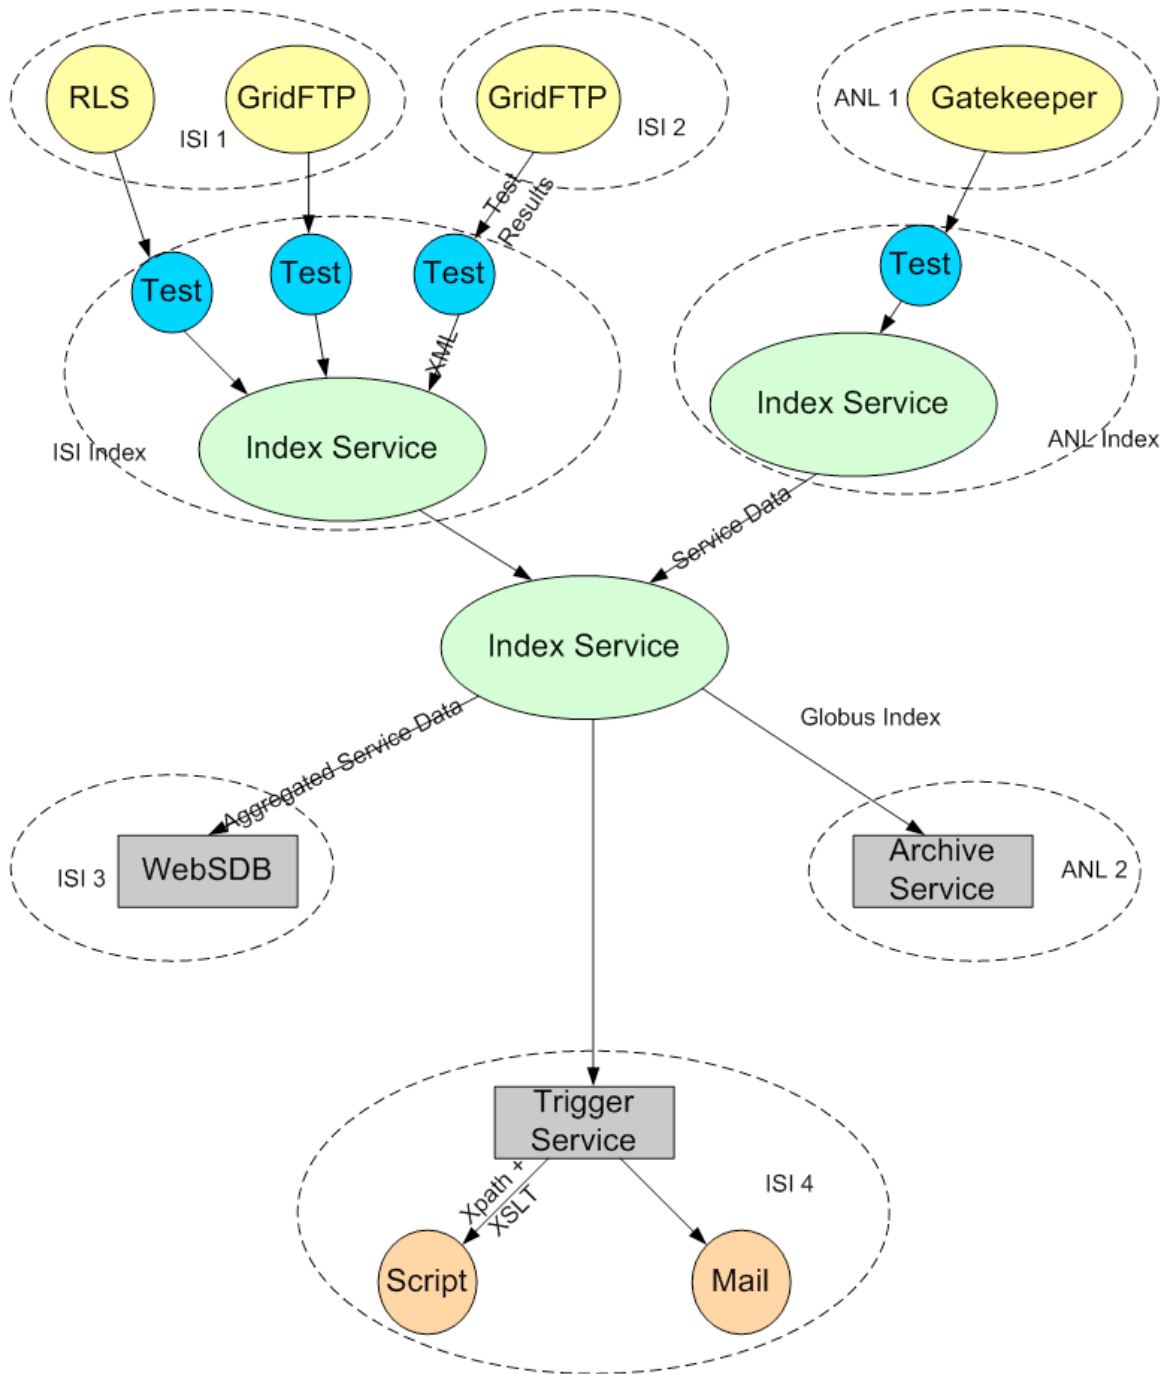 RLS
GridFTP
ISI 1
GridFTP
ISI 2
ANL 1
Gatekeeper
Test
Results
Test
Test
Test
Test
XML
Index Service
ISI Index
Index Service
ANL Index
Service Data
Index Service
Aggregated Service Data
Globus Index
ISI 3
WebSDB
Archive
Service
ANL 2
Trigger
Service
Xpath +
XSLT
ISI 4
Script
Mail